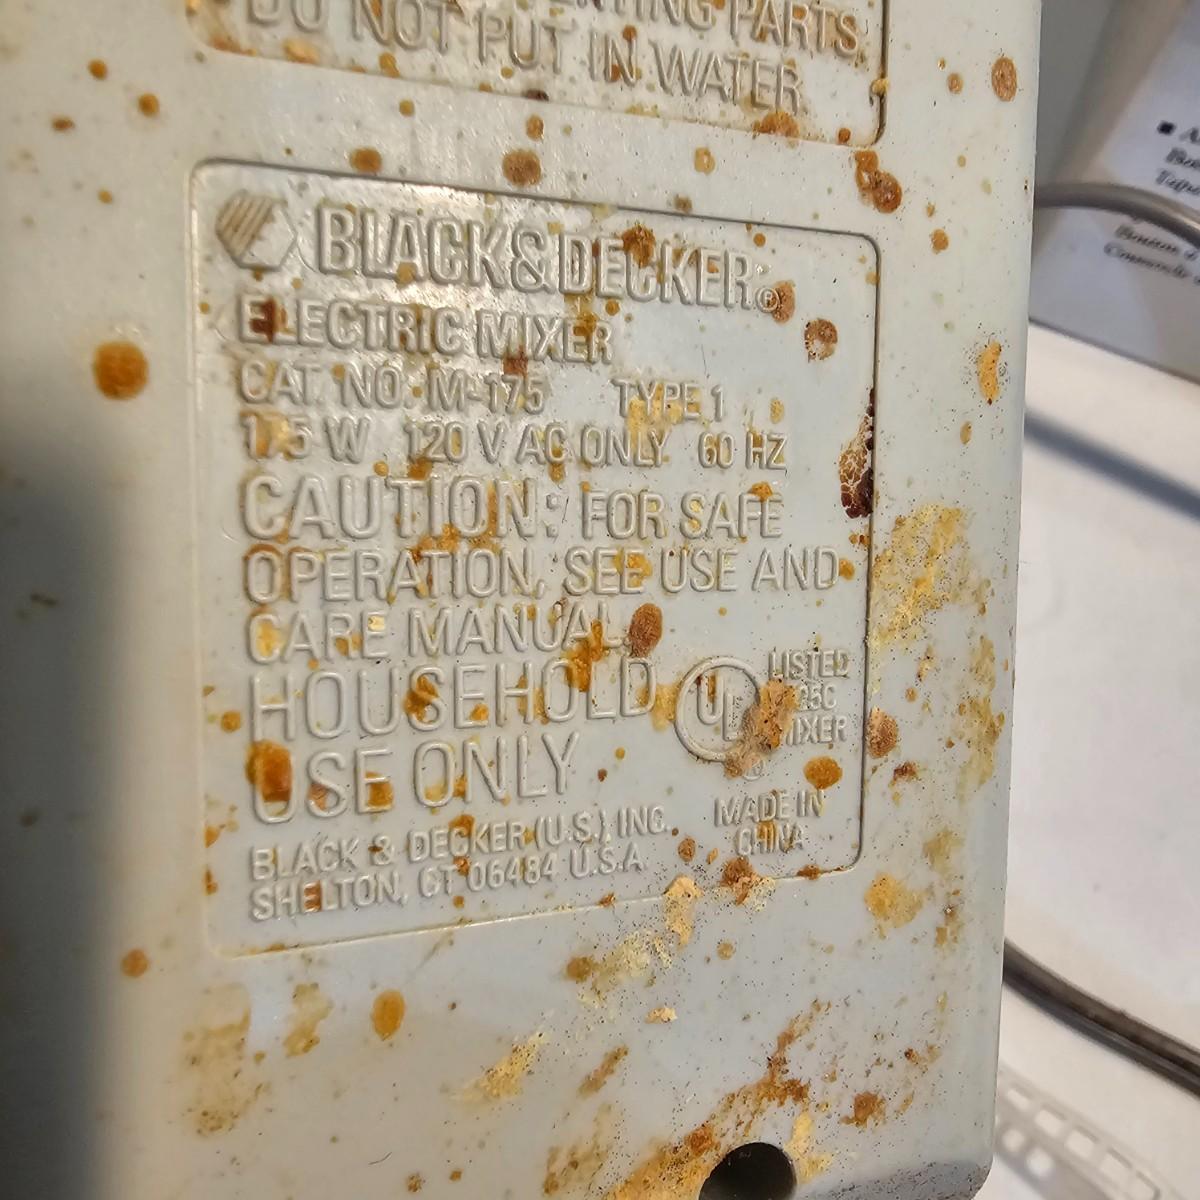 PARTS.
DO NOT PUT IN WATER
BLACK&DECKER®
ELECTRIC MIXER
CAT. NO. M-175 TYPE 1
175 W 120 V AC ONLY 60 HZ
CAUTION: FOR SAFE
OPERATION, SEE USE AND
CARE MANUAL.
HOUSEHOLD
USE ONLY
UL ®
LISTED
MIXER
BLACK & DECKER (U.S.), INC.
SHELTON, CT 06484 U.S.A.
MADE IN
CHINA